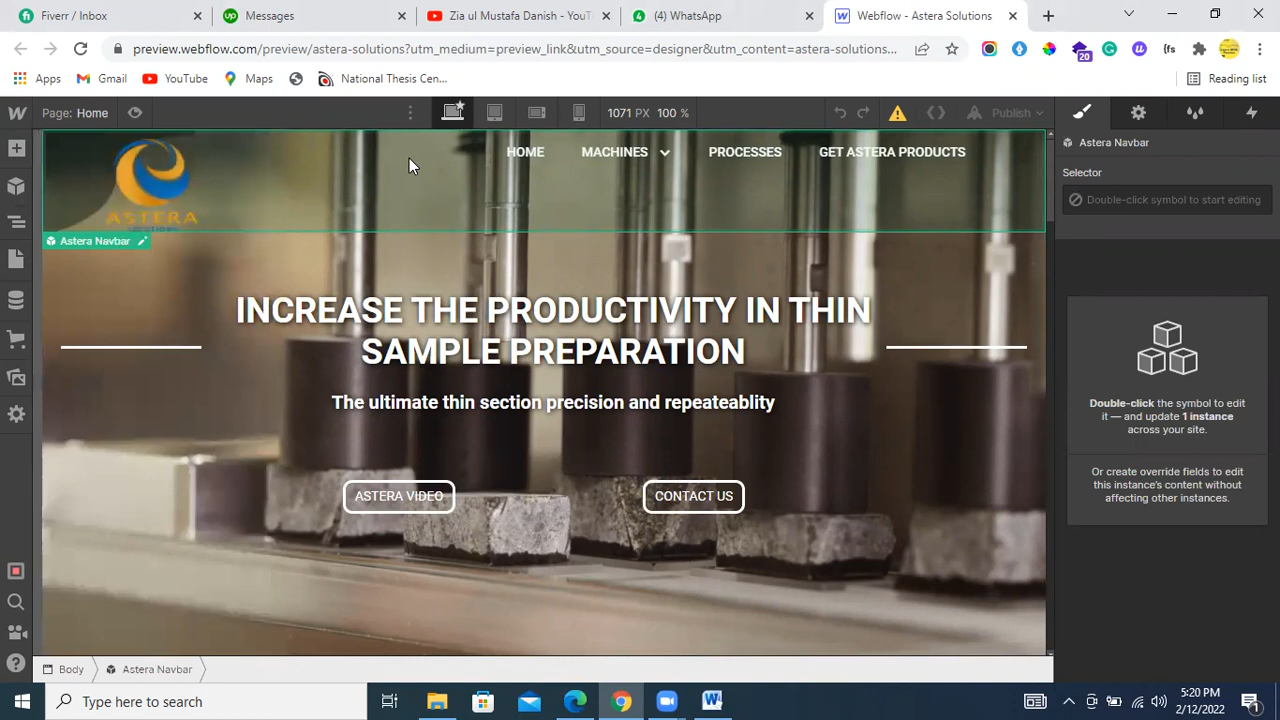 Fiverr / Inbox
Messages
Zia ul Mustafa Danish - YouT
(4) WhatsApp
Webflow - Astera Solutions
preview.webflow.com/preview/astera-solutions?utm_medium=preview_link&utm_source=designer&utm_content=astera-solutions...
20
{fs
Apps
Gmail
YouTube
Maps
National Thesis Cen...
Reading list
Page: Home
1071 PX 100 %
Publish
Astera Navbar
Selector
Double-click symbol to start editing
HOME
MACHINES
PROCESSES
GET ASTERA PRODUCTS
ASTERA
Astera Navbar
INCREASE THE PRODUCTIVITY IN THIN
SAMPLE PREPARATION
The ultimate thin section precision and repeateablity
ASTERA VIDEO
CONTACT US
Double-click the symbol to edit
it — and update 1 instance
across your site.
Or create override fields to edit
this instance's content without
affecting other instances.
Body
Astera Navbar
Type here to search
5:20 PM
2/12/2022
1